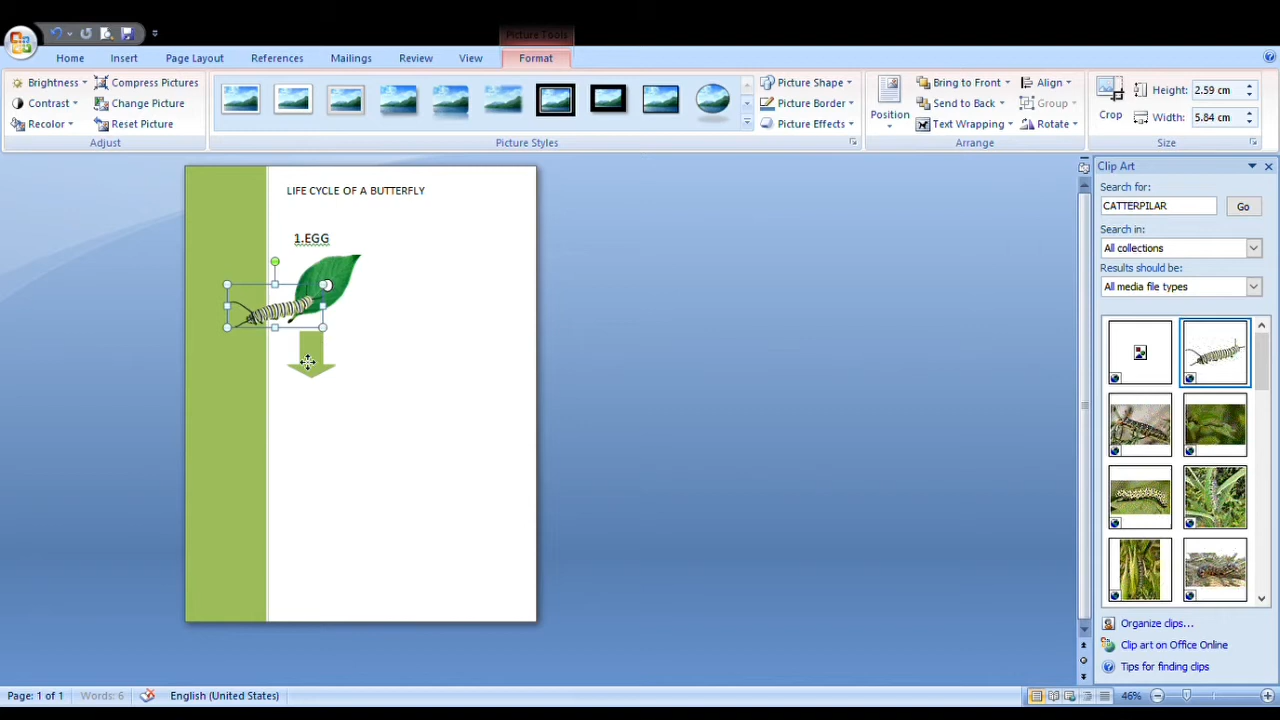 Picture Tools
Home Insert Page Layout References Mailings Review View Format
Brightness Compress Pictures Picture Shape Bring to Front Align Height: 2.59 cm
Contrast Change Picture Picture Border Position Send to Back Group Crop Width: 5.84 cm
Recolor Reset Picture Picture Effects Text Wrapping Rotate
Adjust Picture Styles Arrange Size
LIFE CYCLE OF A BUTTERFLY
1.EGG
Clip Art
Search for:
CATTERPILAR Go
Search in:
All collections
Results should be:
All media file types
Organize clips...
Clip art on Office Online
Tips for finding clips
Page: 1 of 1 Words: 6 English (United States) 46%